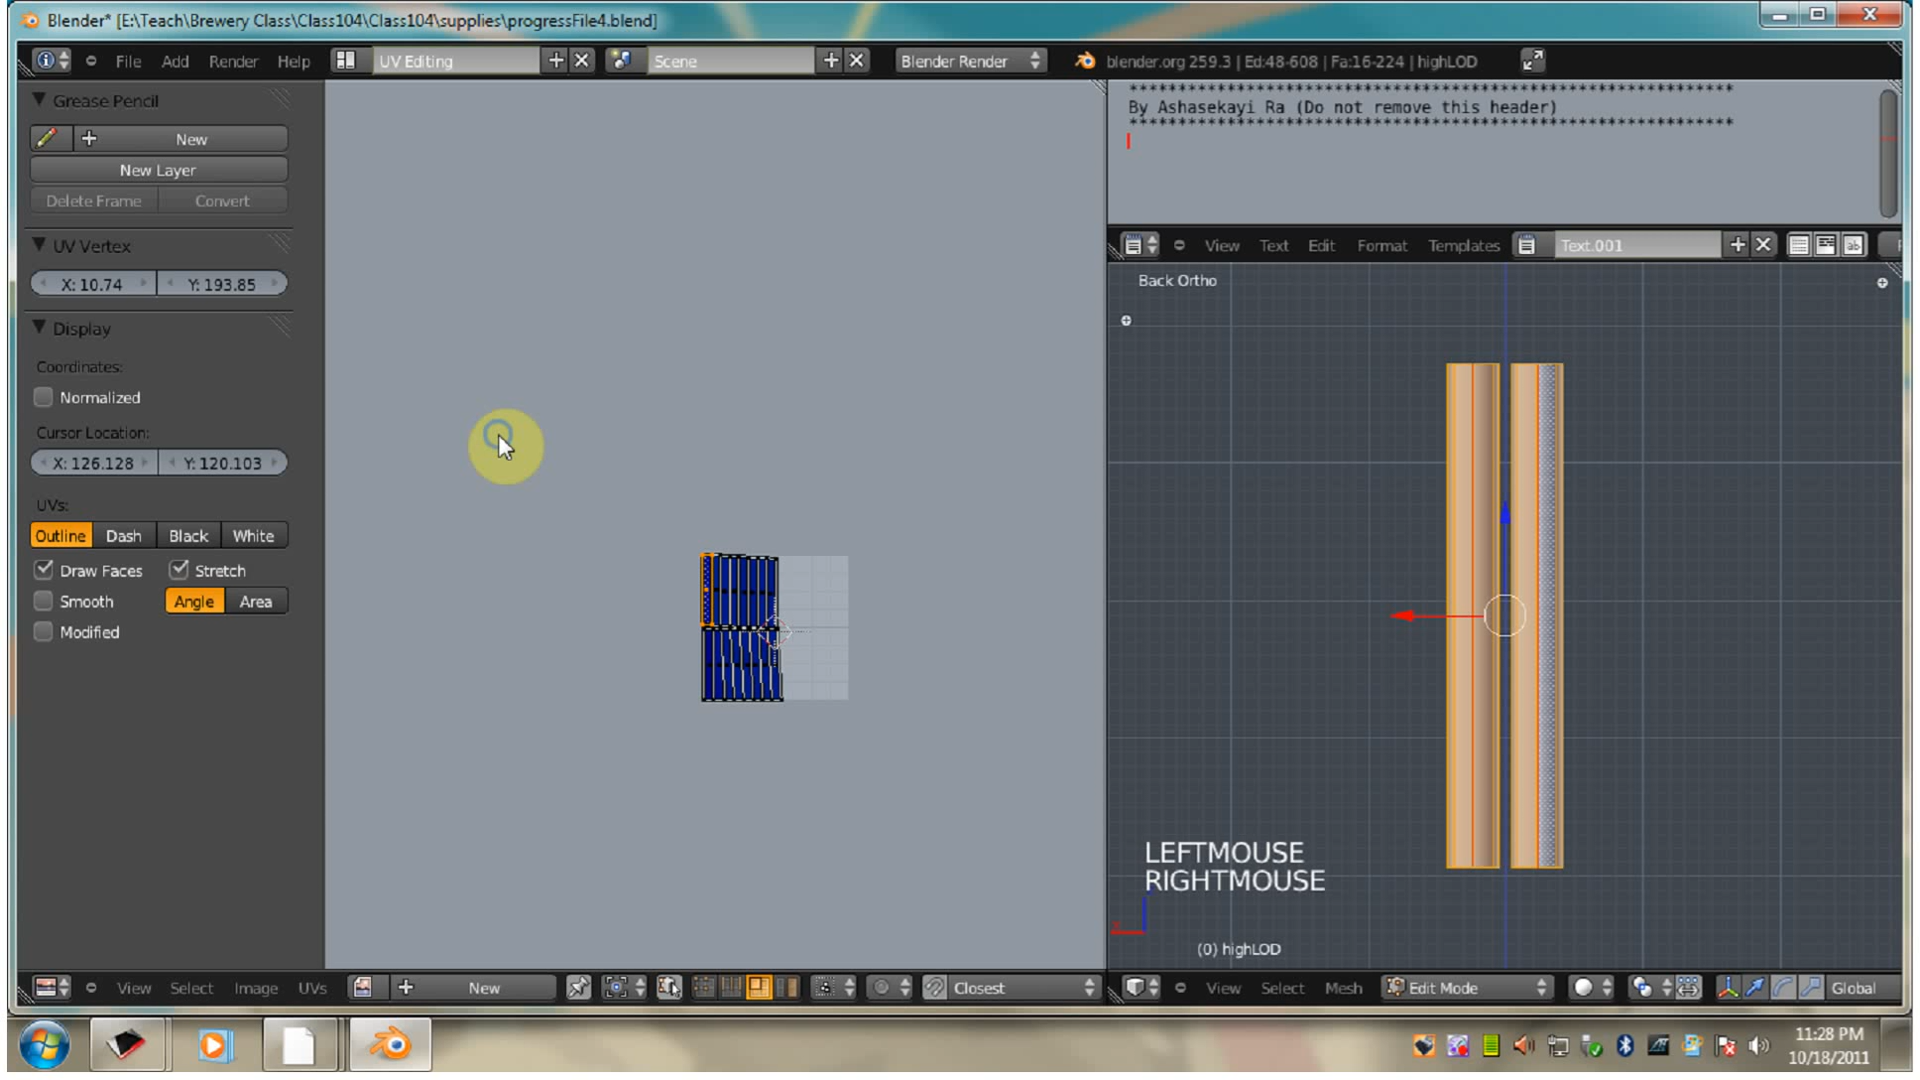 Blender* [E:\Teach\Brewery Class\Class104\Class104\supplies\progressFile4.blend]
File Add Render Help UV Editing Scene Blender Render blender.org 259.3 | Ed:48-608 | Fa:16-224 | highLOD
Grease Pencil
New
New Layer
Delete Frame Convert
UV Vertex
X: 10.74 Y: 193.85
Display
Coordinates:
Normalized
Cursor Location:
X: 126.128 Y: 120.103
UVs:
Outline Dash Black White
Draw Faces Stretch
Smooth Angle Area
Modified
**************************************************************
By Ashasekayi Ra (Do not remove this header)
**************************************************************
View Text Edit Format Templates Text.001
Back Ortho
LEFTMOUSE
RIGHTMOUSE
(0) highLOD
View Select Image UVs New Closest
View Select Mesh Edit Mode Global
11:28 PM
10/18/2011